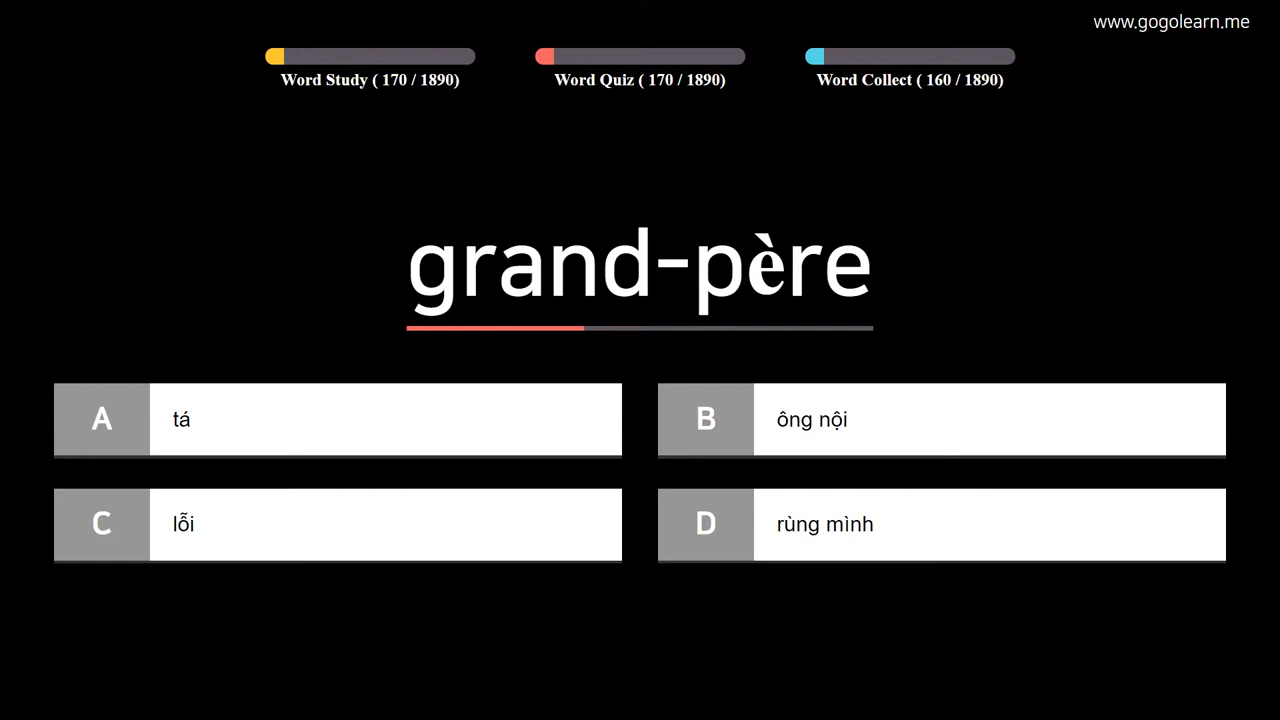 www.gogolearn.me
Word Study ( 170 / 1890)
Word Quiz ( 170 / 1890)
Word Collect ( 160 / 1890)
grand-père
A tá
B ông nội
C lỗi
D rùng mình